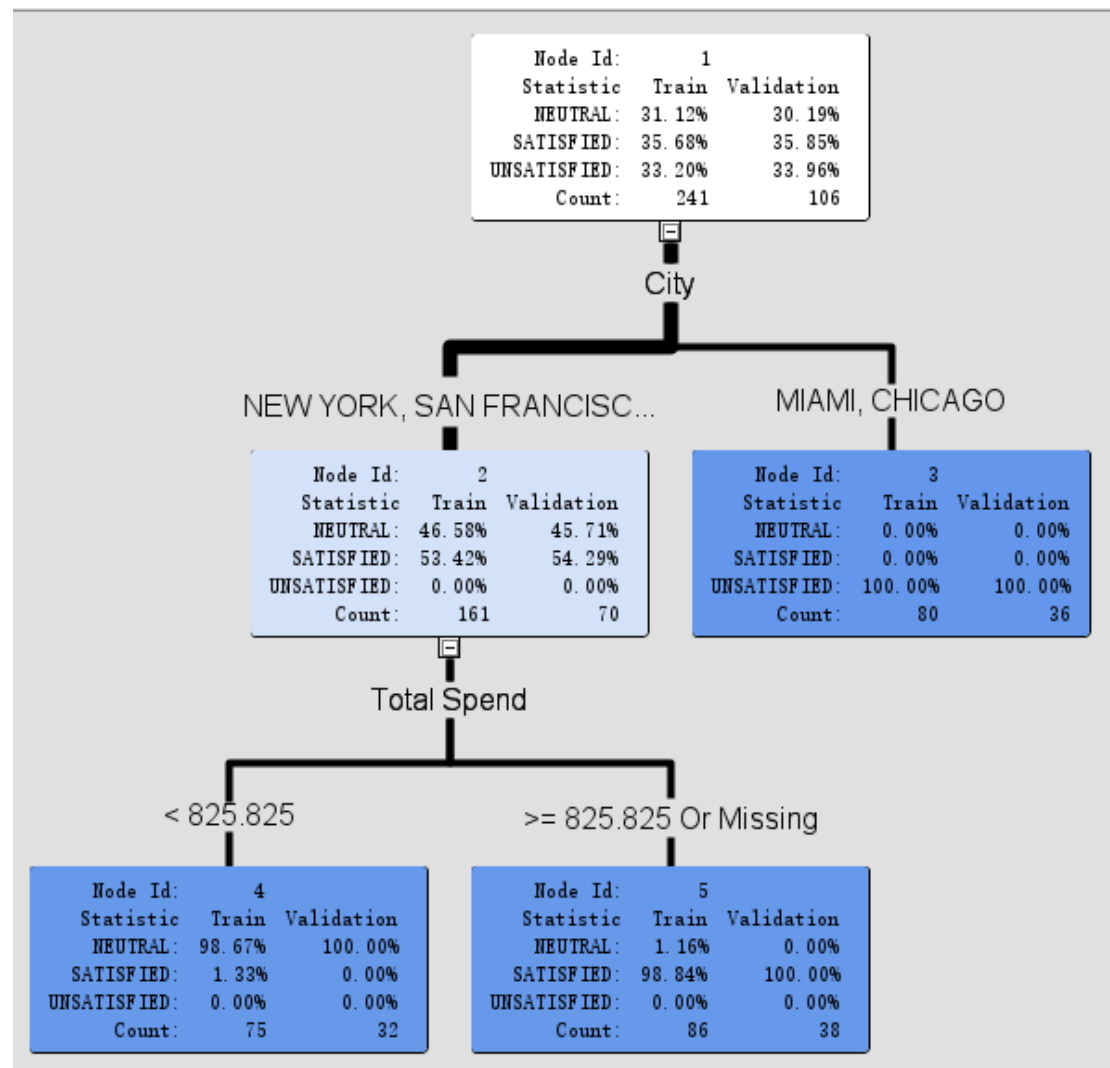 Node Id: 1
Statistic Train Validation
NEUTRAL: 31.12% 30.19%
SATISFIED: 35.68% 35.85%
UNSATISFIED: 33.20% 33.96%
Count: 241 106
City
NEW YORK, SAN FRANCISC...
MIAMI, CHICAGO
Node Id: 2
Statistic Train Validation
NEUTRAL: 46.58% 45.71%
SATISFIED: 53.42% 54.29%
UNSATISFIED: 0.00% 0.00%
Count: 161 70
Node Id: 3
Statistic Train Validation
NEUTRAL: 0.00% 0.00%
SATISFIED: 0.00% 0.00%
UNSATISFIED: 100.00% 100.00%
Count: 80 36
Total Spend
< 825.825
>= 825.825 Or Missing
Node Id: 4
Statistic Train Validation
NEUTRAL: 98.67% 100.00%
SATISFIED: 1.33% 0.00%
UNSATISFIED: 0.00% 0.00%
Count: 75 32
Node Id: 5
Statistic Train Validation
NEUTRAL: 1.16% 0.00%
SATISFIED: 98.84% 100.00%
UNSATISFIED: 0.00% 0.00%
Count: 86 38